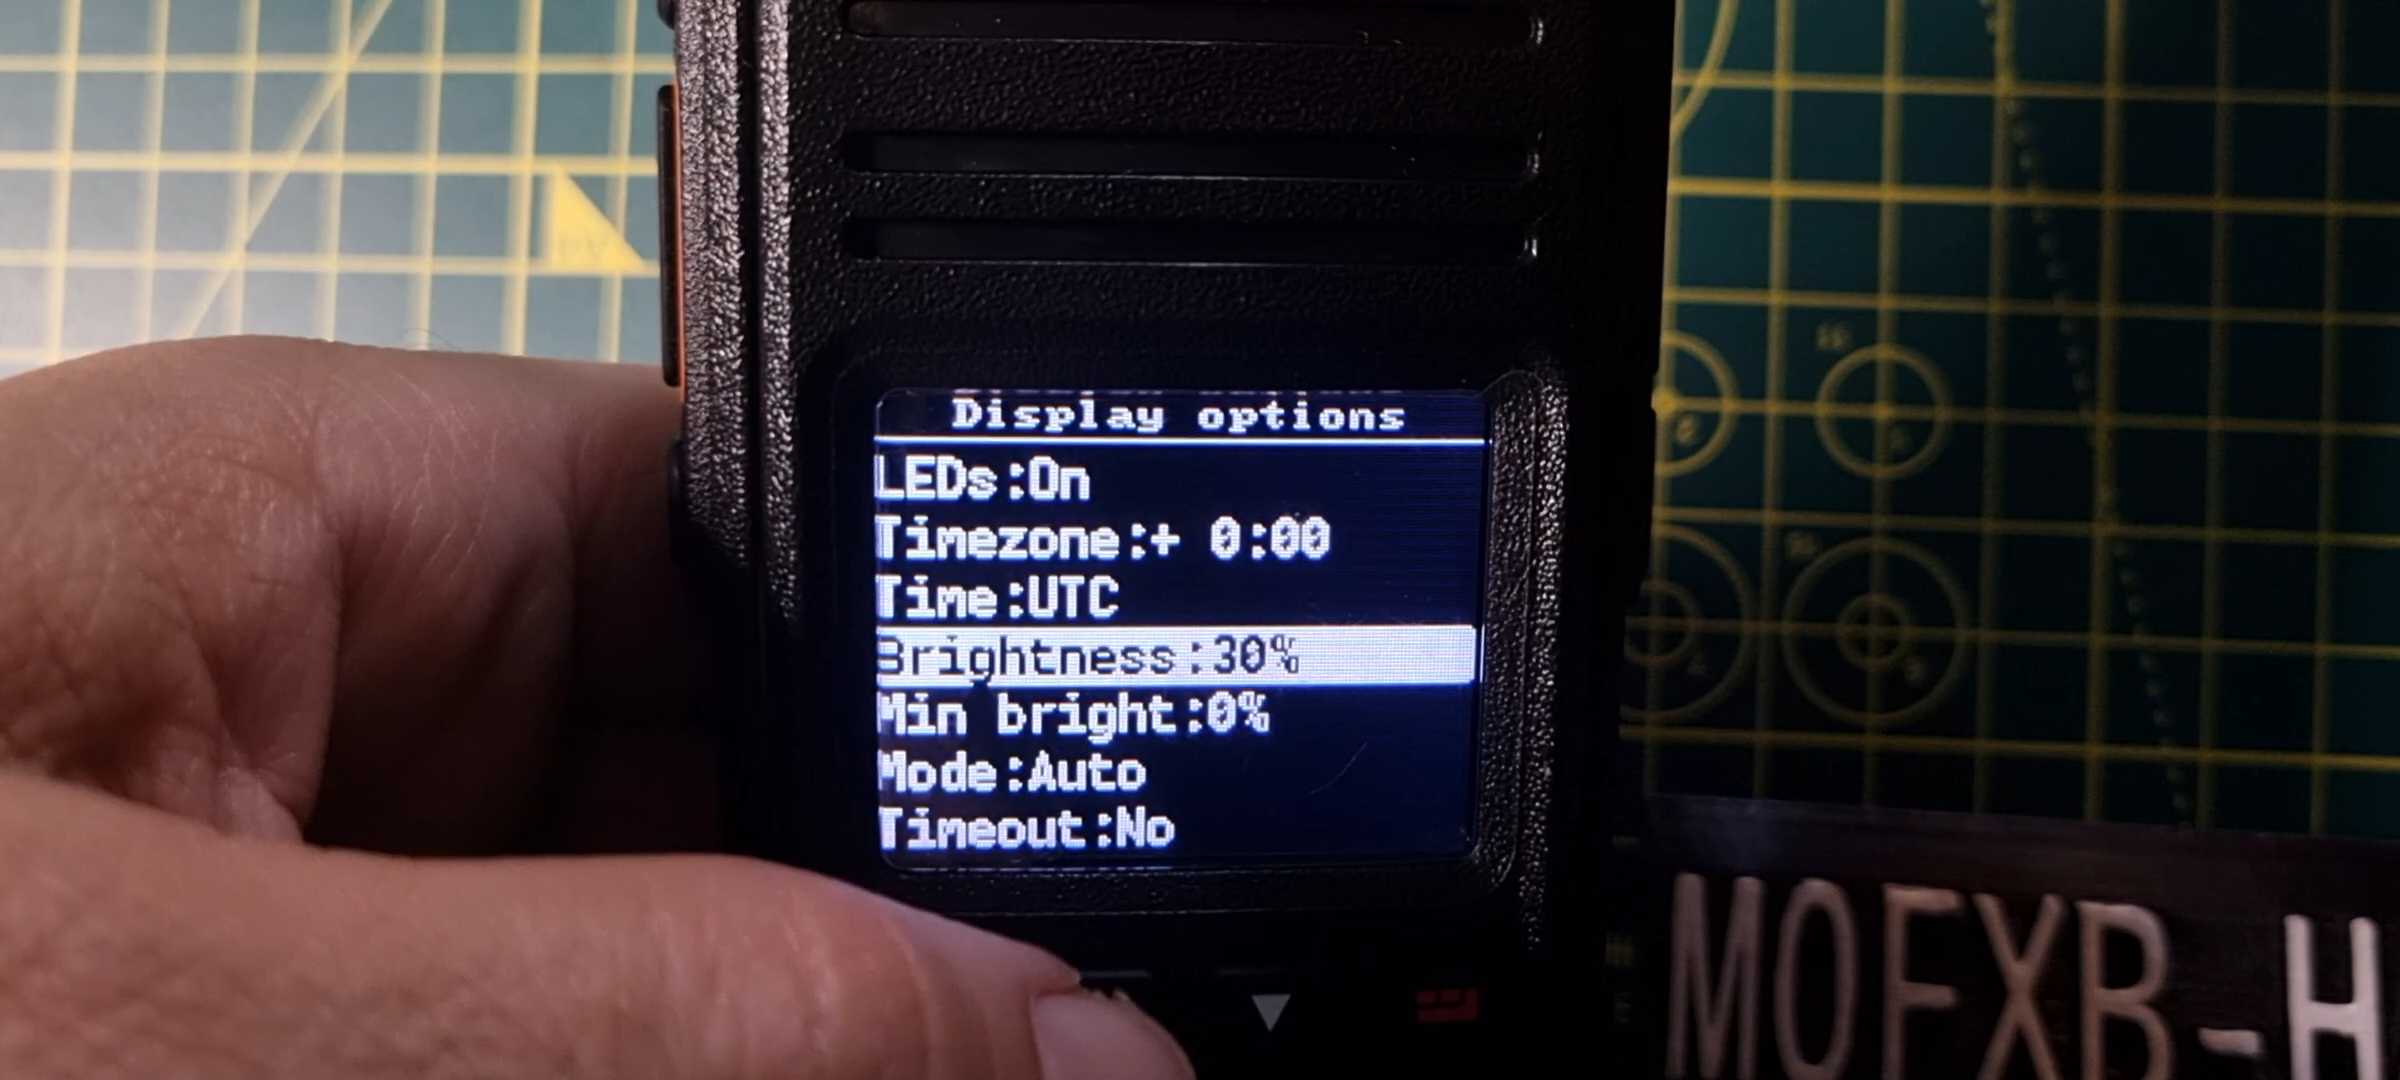 Display options
LEDs:On
Timezone:+ 0:00
Time:UTC
Brightness:30%
Min bright:0%
Mode:Auto
Timeout:No
M0FXB-H